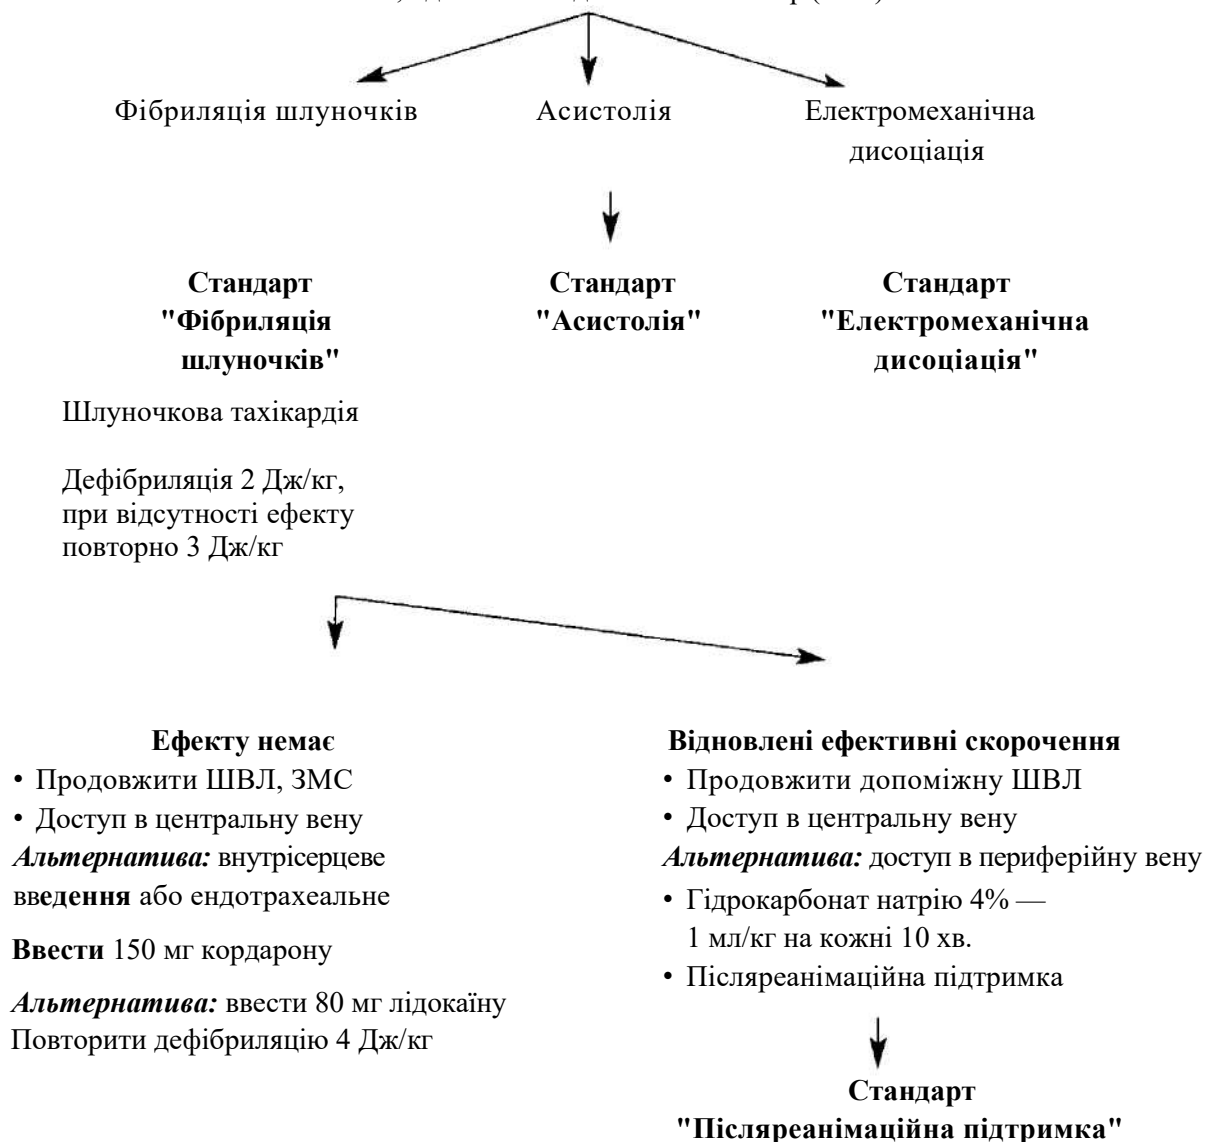 Фібриляція шлуночків
Асистолія
Електромеханічна
дисоціація
Стандарт
"Фібриляція
шлуночків"
Стандарт
"Асистолія"
Стандарт
"Електромеханічна
дисоціація"
Шлуночкова тахікардія
Дефібриляція 2 Дж/кг,
при відсутності ефекту
повторно 3 Дж/кг
Ефекту немає
• Продовжити ШВЛ, ЗМС
• Доступ в центральну вену
Альтернатива: внутрісерцеве
введення або ендотрахеальне
Ввести 150 мг кордарону
Альтернатива: ввести 80 мг лідокаїну
Повторити дефібриляцію 4 Дж/кг
Відновлені ефективні скорочення
• Продовжити допоміжну ШВЛ
• Доступ в центральну вену
Альтернатива: доступ в периферійну вену
• Гідрокарбонат натрію 4% —
1 мл/кг на кожні 10 хв.
• Післяреанімаційна підтримка
Стандарт
"Післяреанімаційна підтримка"